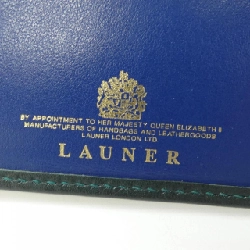 BY APPOINTMENT TO HER MAJESTY QUEEN ELIZABETH II
MANUFACTURERS OF HANDBAGS AND LEATHERGOODS
LAUNER LONDON LTD
LAUNER